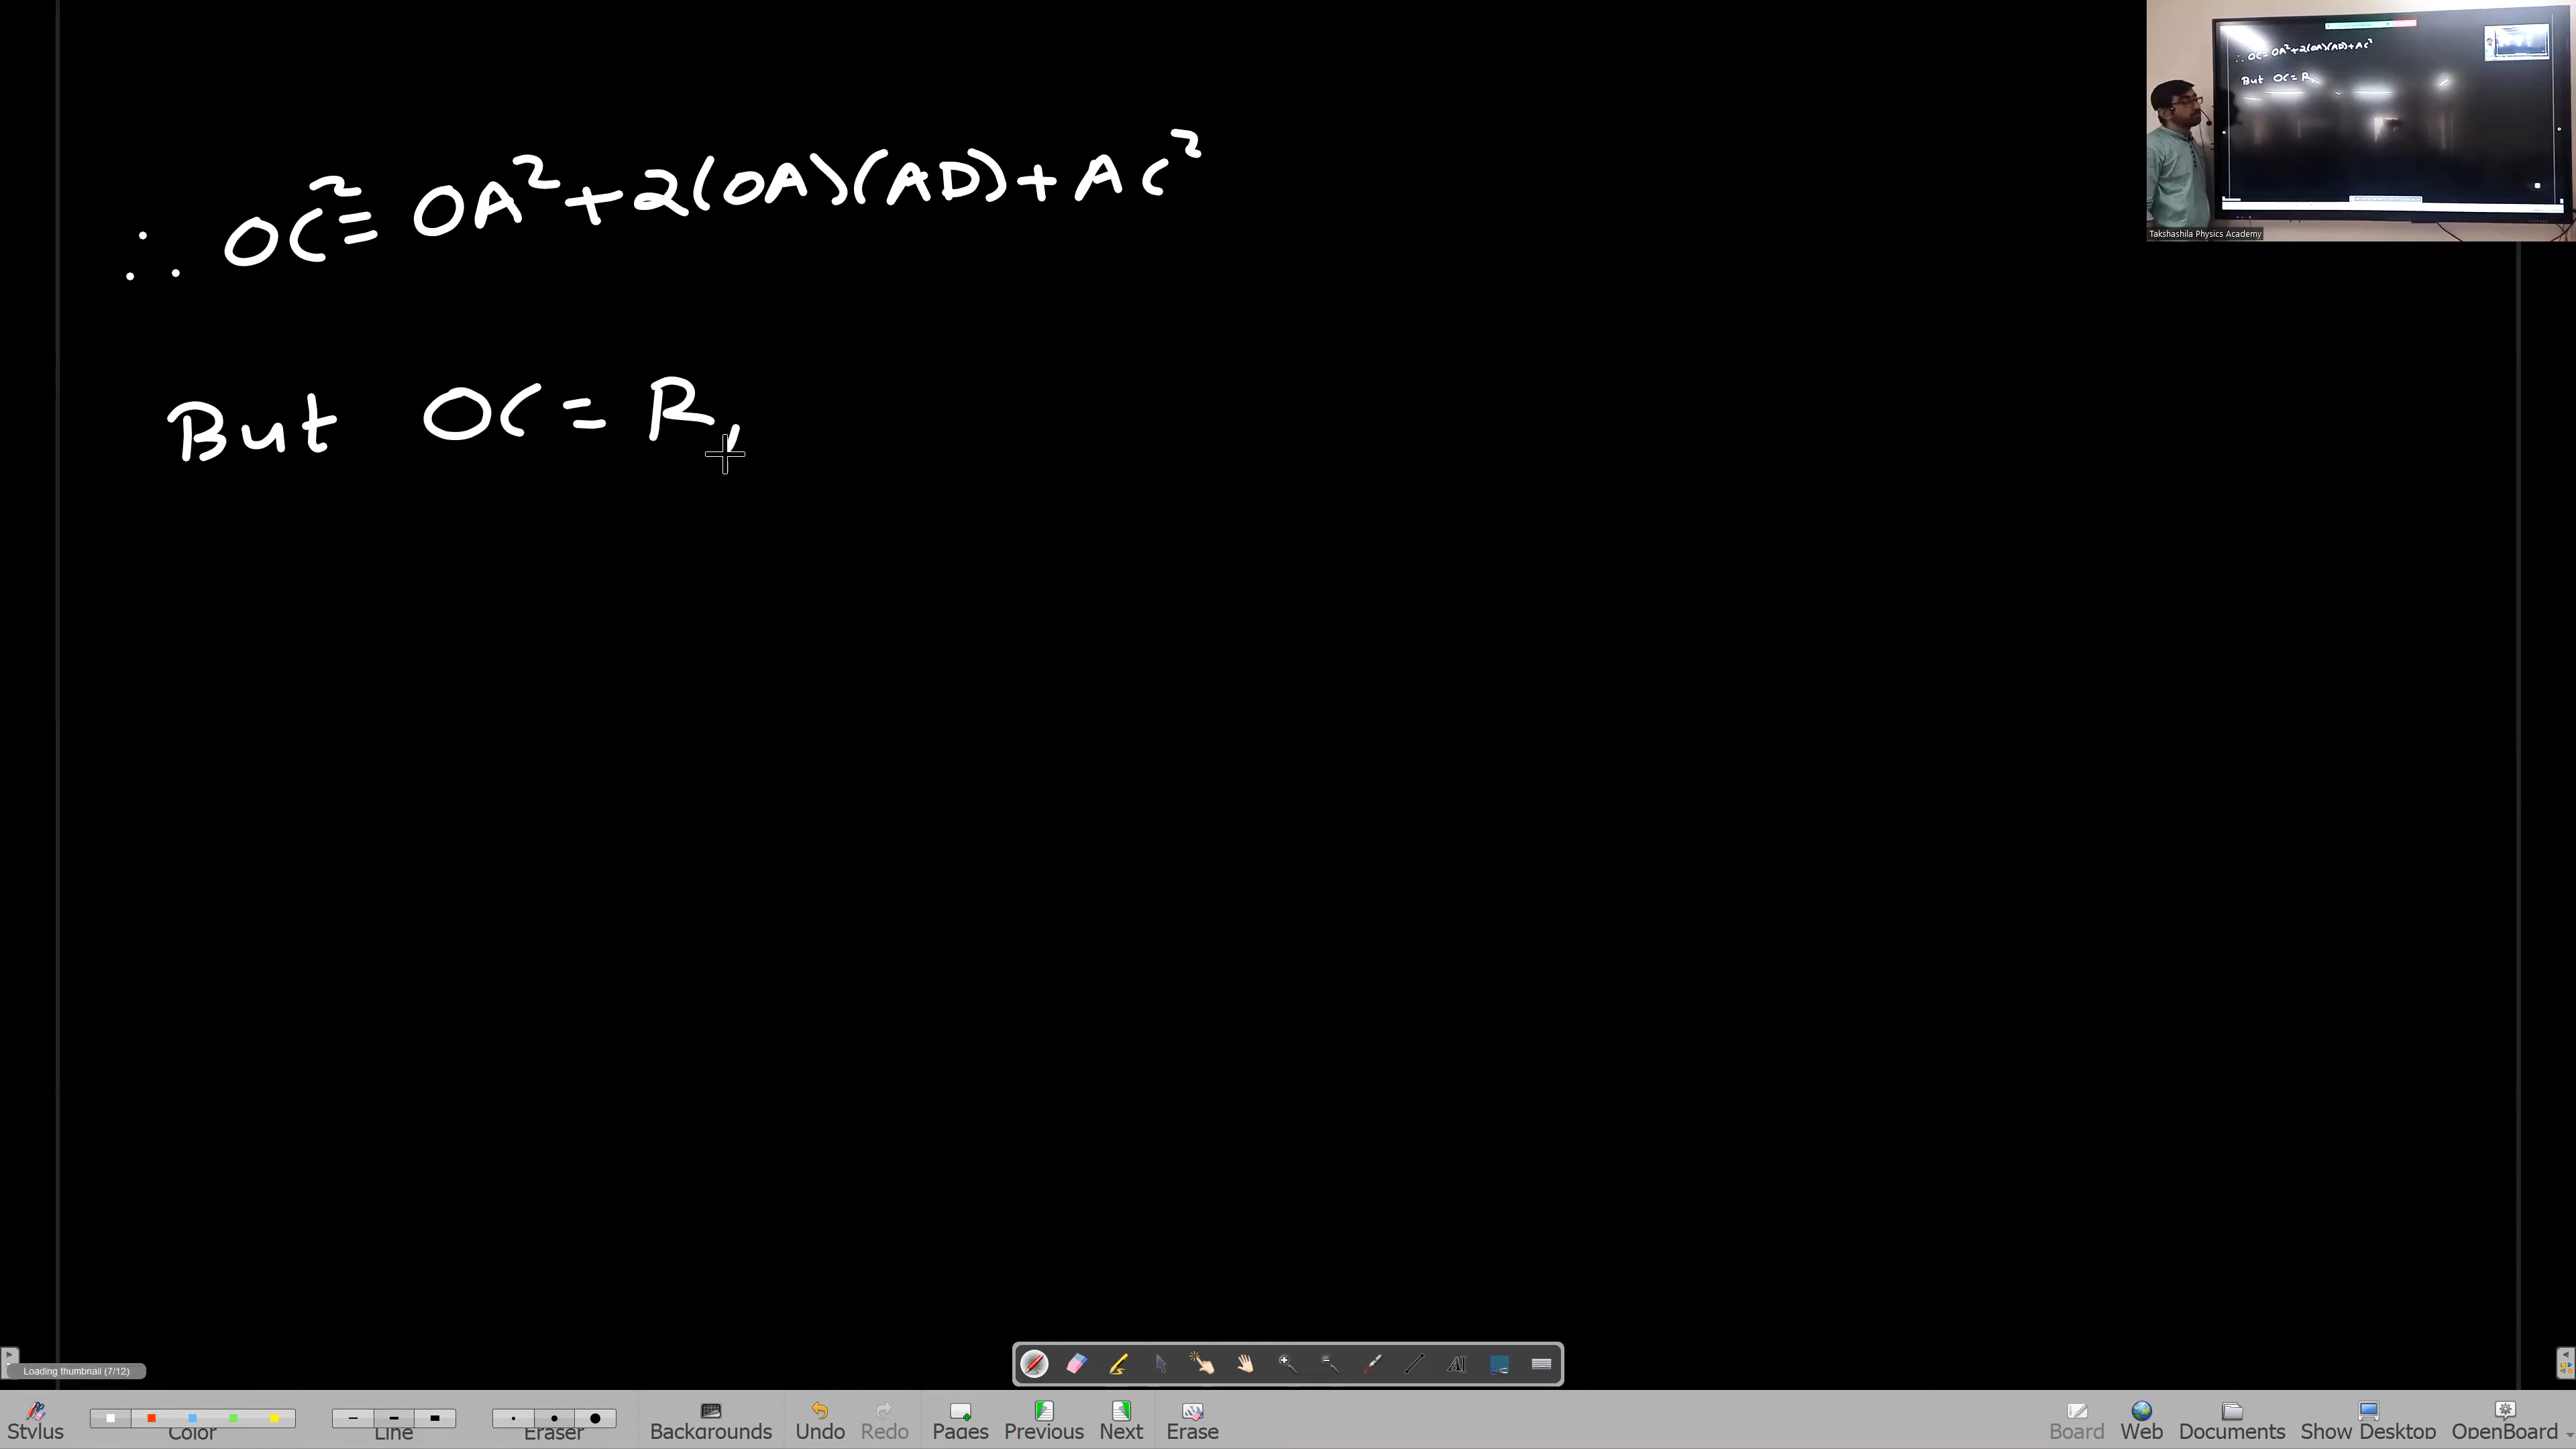 ∴ OC² = OA² + 2(OA)(AD) + AC²
But OC = R,
Takshashila Physics Academy
Loading thumbnail (7/12)
Stylus Color Line Eraser Backgrounds Undo Redo Pages Previous Next Erase Board Web Documents Show Desktop OpenBoard